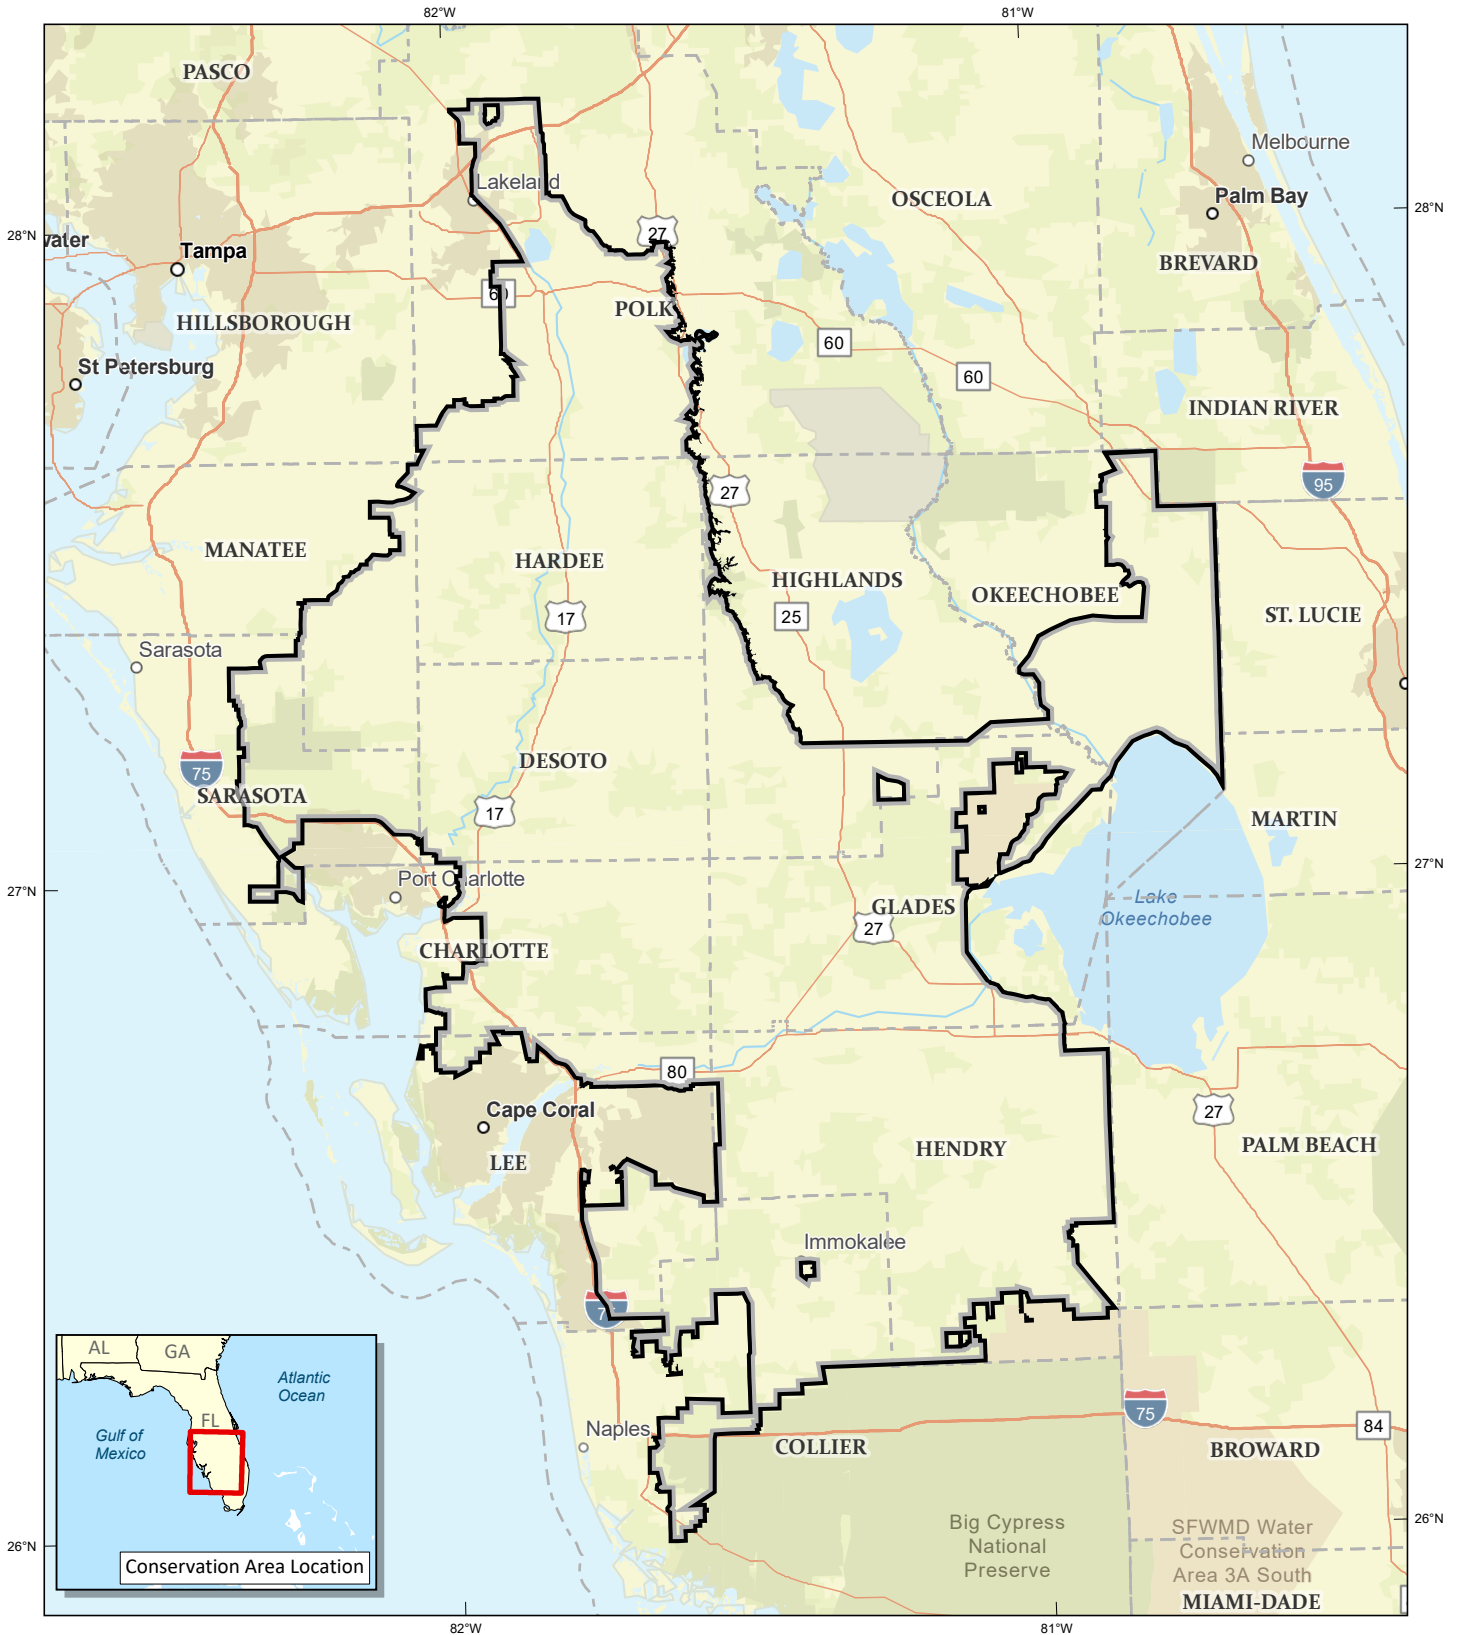 82°W
81°W
PASCO
Melbourne
Lakeland
OSCEOLA
Palm Bay
28°N
28°N
water
Tampa
27
BREVARD
60
POLK
HILLSBOROUGH
60
St Petersburg
60
INDIAN RIVER
95
27
MANATEE
HARDEE
HIGHLANDS
OKEECHOBEE
17
25
ST. LUCIE
Sarasota
DESOTO
75
SARASOTA
17
MARTIN
27°N
27°N
Port Charlotte
Lake
Okeechobee
GLADES
27
CHARLOTTE
80
Cape Coral
27
LEE
HENDRY
PALM BEACH
Immokalee
AL
GA
Atlantic
Ocean
FL
Gulf of
Mexico
75
84
Naples
COLLIER
BROWARD
Big Cypress
National
Preserve
SFWMD Water
Conservation
Area 3A South
26°N
26°N
Conservation Area Location
MIAMI-DADE
82°W
81°W